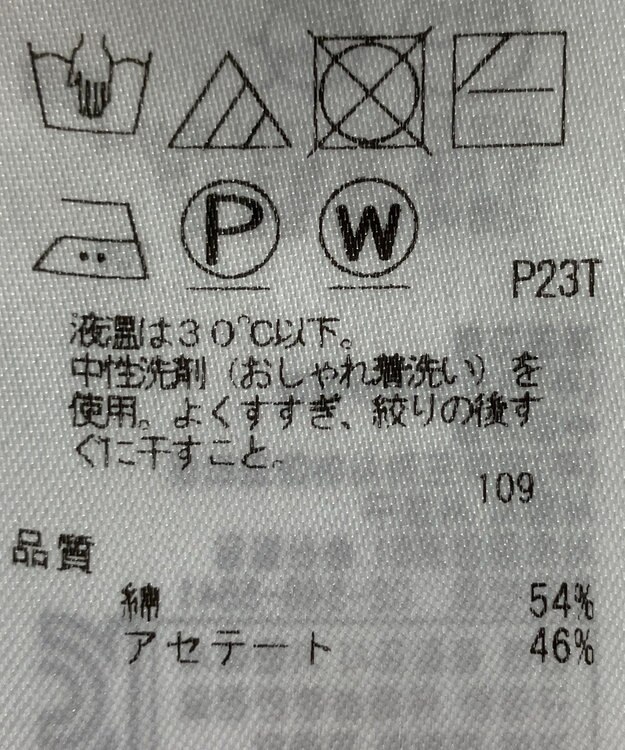 P W
P23T
液温は30℃以下。
中性洗剤（おしゃれ着洗い）を
使用。よくすすぎ、絞りの後す
ぐに干すこと。
109
品質
綿 54%
アセテート 46%